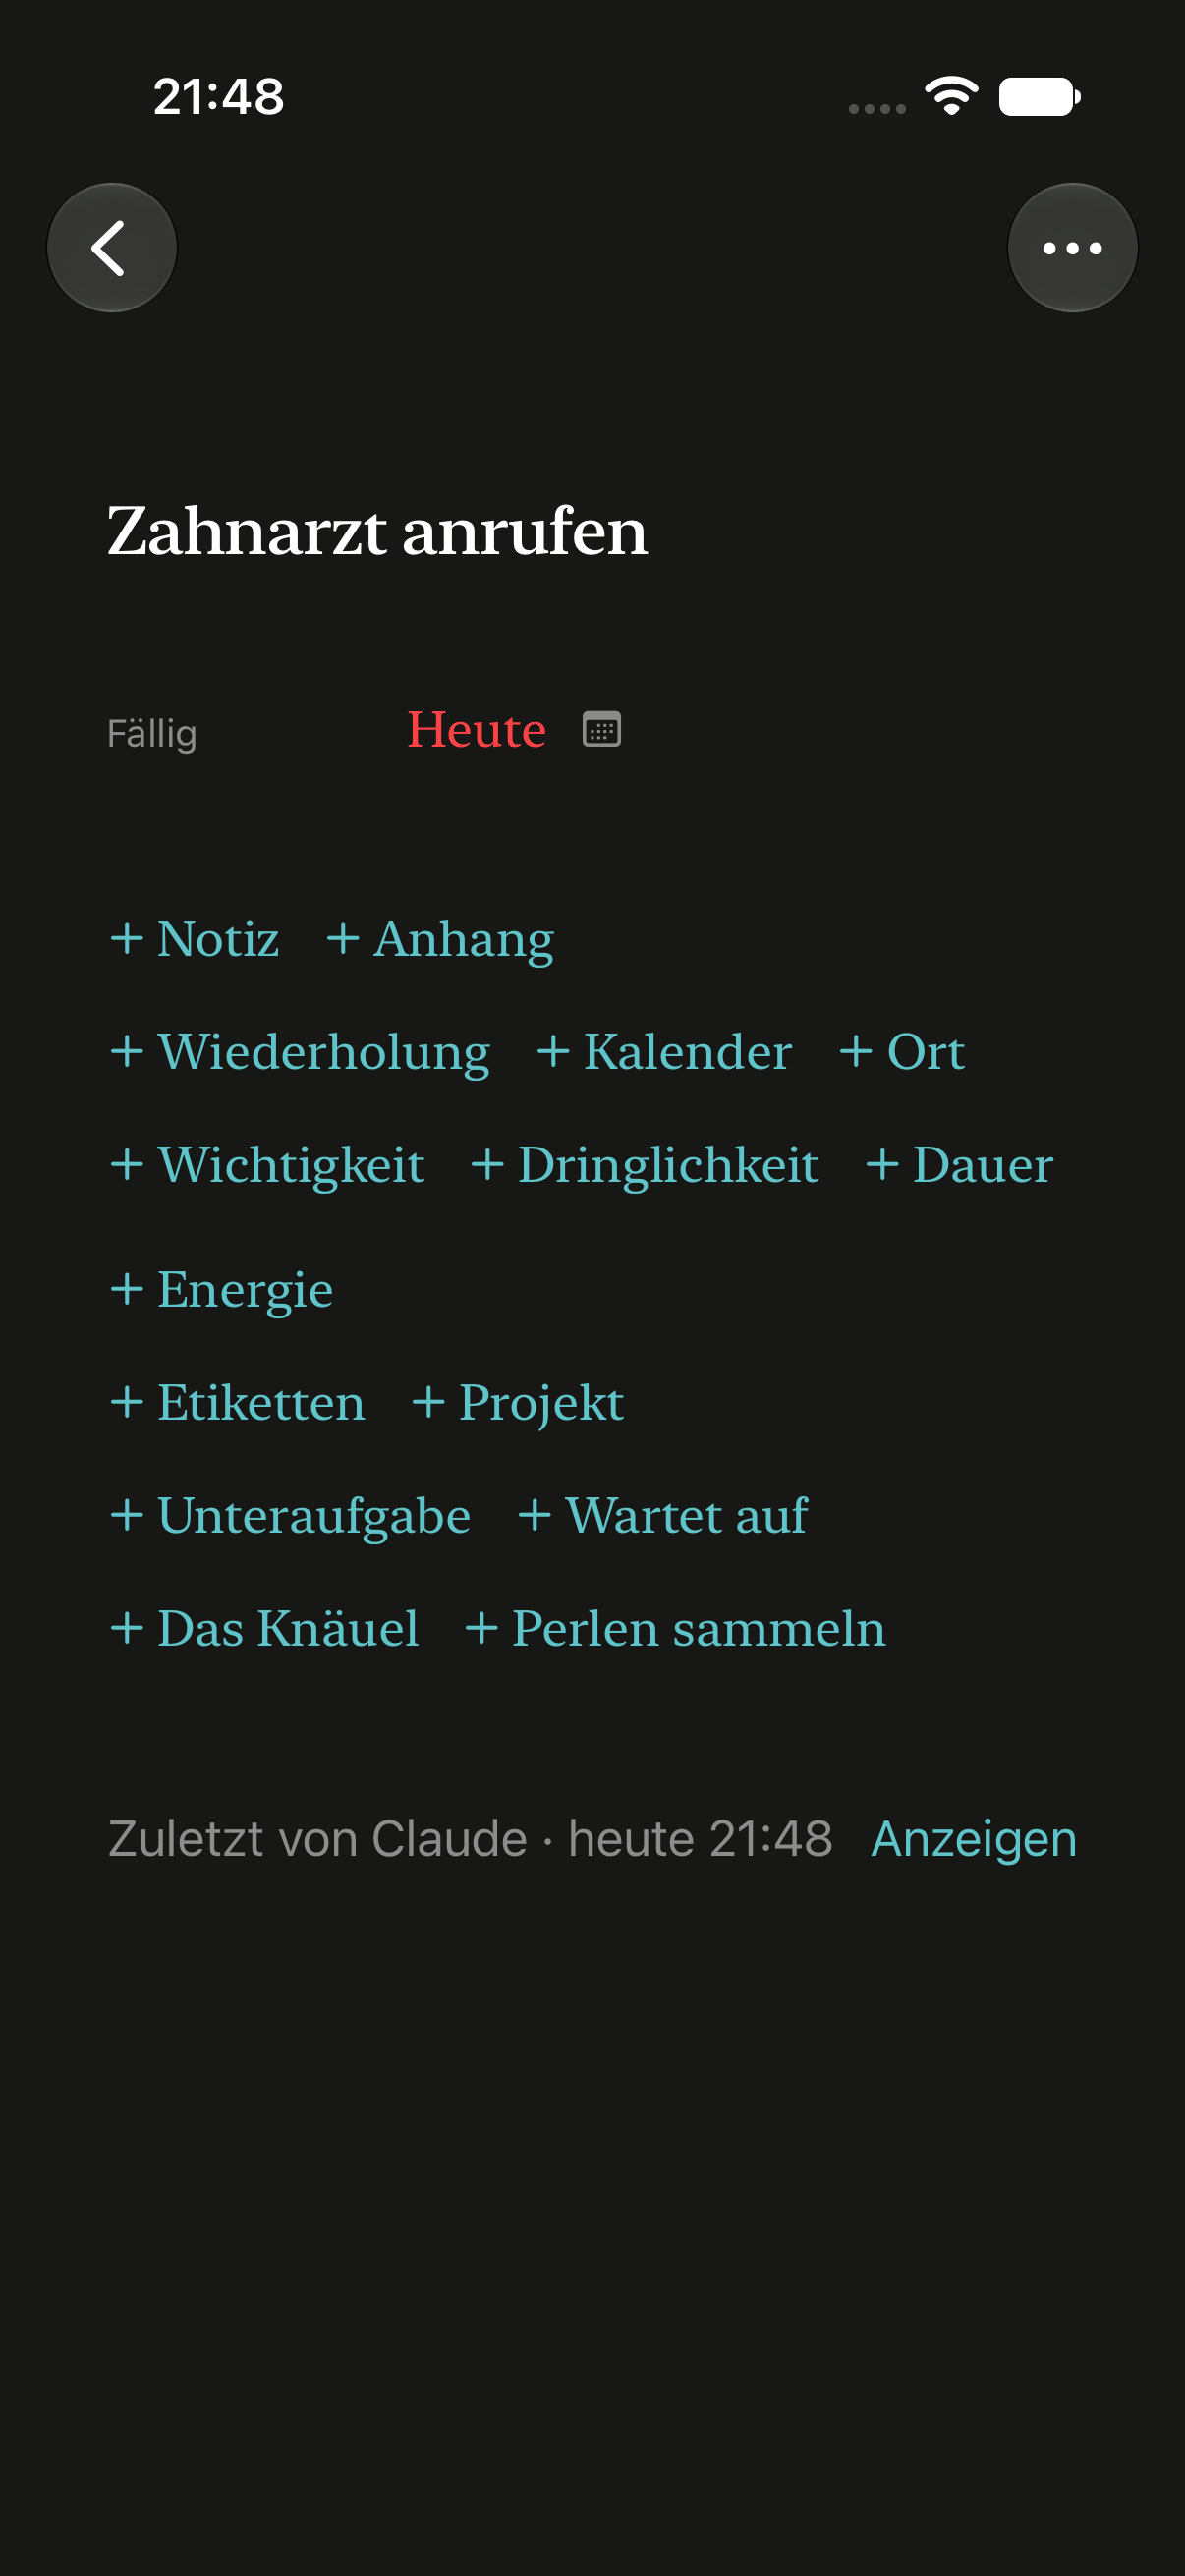 21:48
Zahnarzt anrufen
Fällig Heute
+ Notiz + Anhang
+ Wiederholung + Kalender + Ort
+ Wichtigkeit + Dringlichkeit + Dauer
+ Energie
+ Etiketten + Projekt
+ Unteraufgabe + Wartet auf
+ Das Knäuel + Perlen sammeln
Zuletzt von Claude · heute 21:48 Anzeigen